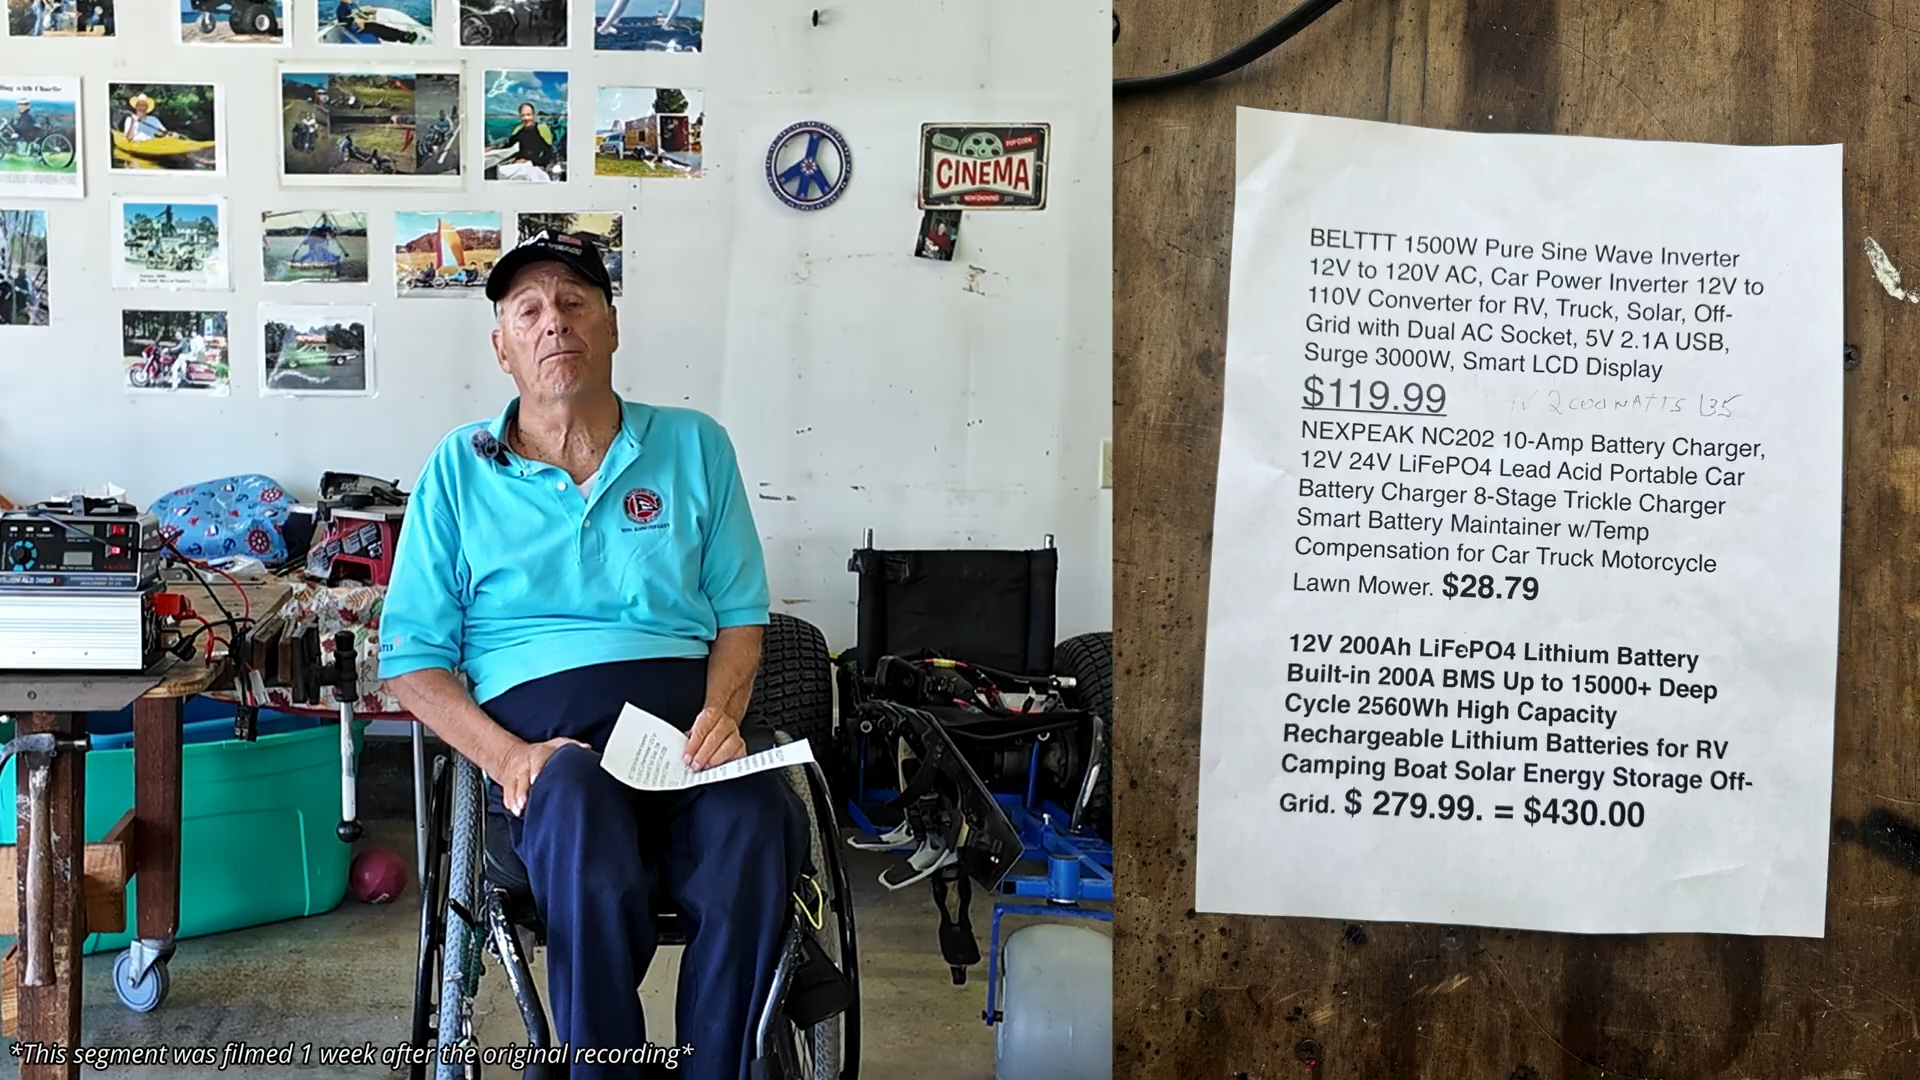 CINEMA
*This segment was filmed 1 week after the original recording*
BELTTT 1500W Pure Sine Wave Inverter
12V to 120V AC, Car Power Inverter 12V to
110V Converter for RV, Truck, Solar, Off-
Grid with Dual AC Socket, 5V 2.1A USB,
Surge 3000W, Smart LCD Display
$119.99
2000 WATTS 135
NEXPEAK NC202 10-Amp Battery Charger,
12V 24V LiFePO4 Lead Acid Portable Car
Battery Charger 8-Stage Trickle Charger
Smart Battery Maintainer w/Temp
Compensation for Car Truck Motorcycle
Lawn Mower. $28.79
12V 200Ah LiFePO4 Lithium Battery
Built-in 200A BMS Up to 15000+ Deep
Cycle 2560Wh High Capacity
Rechargeable Lithium Batteries for RV
Camping Boat Solar Energy Storage Off-
Grid. $ 279.99. = $430.00